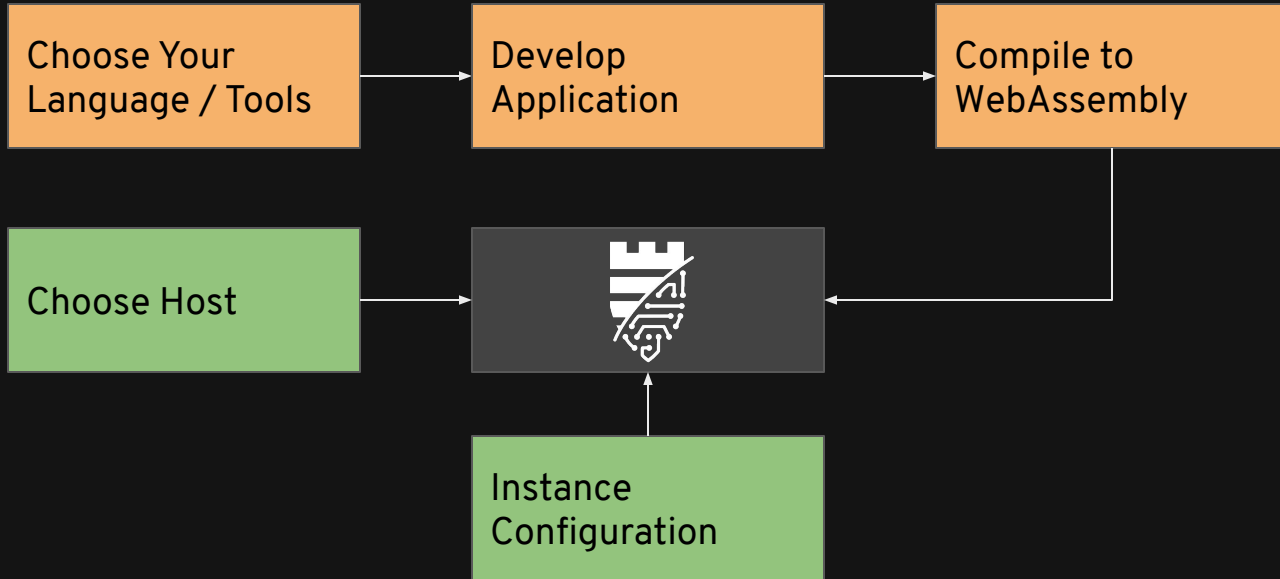 Choose Your
Language / Tools
Develop
Application
Compile to
WebAssembly
Choose Host
Instance
Configuration